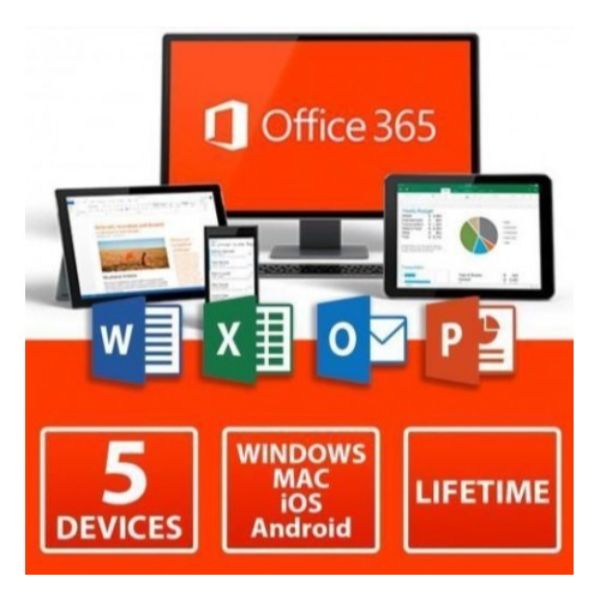 Office 365
W
X
O
P
5
DEVICES
WINDOWS
MAC
iOS
Android
LIFETIME